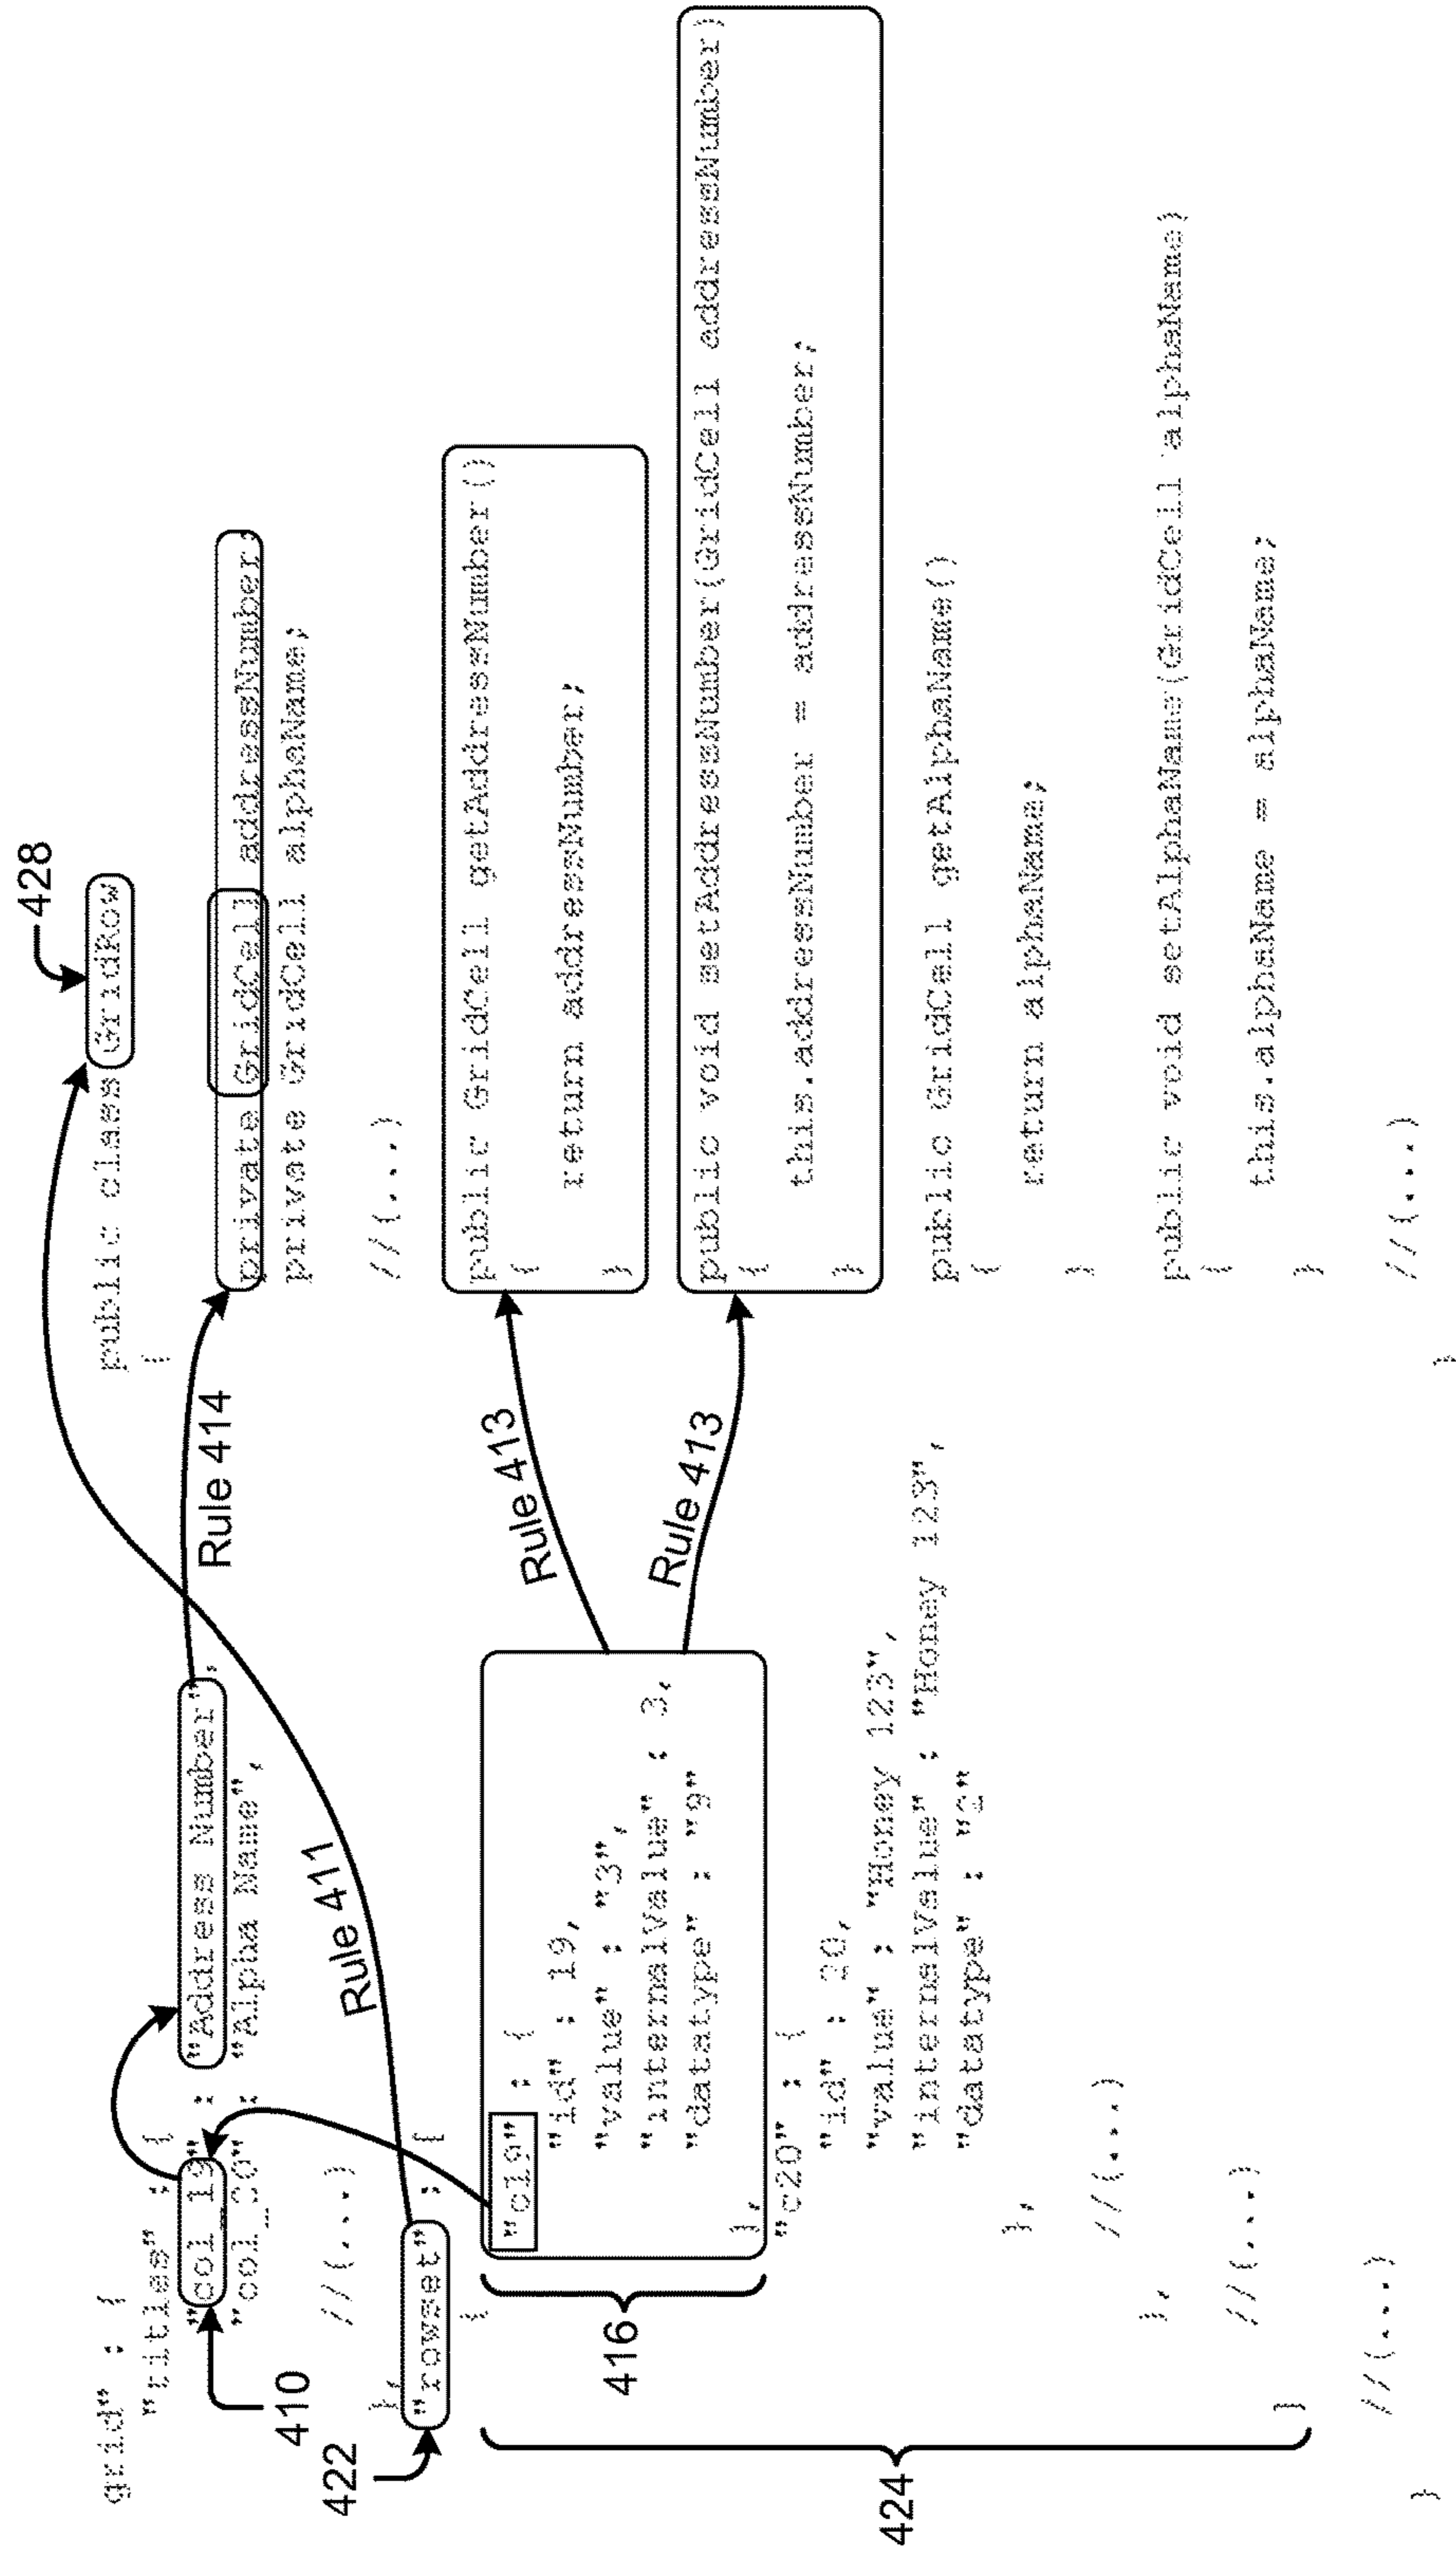 grid" : {
"titles" : {
"col_19" : "Address Number",
"col_20" : "Alpha Name",
//(...)
},
"rowset" : [
{
"c19" : {
"id" : 19,
"value" : "3",
"internalValue" : 3,
"datatype" : "9"
},
"c20" : {
"id" : 20,
"value" : "Honey 123",
"internalValue" : "Honey 123",
"datatype" : "2"
},
//(...)
},
//(...)
]
//(...)
}
410
422
416
424
Rule 411
Rule 414
Rule 413
Rule 413
428
public class GridRow
{
private GridCell addressNumber;
private GridCell alphaName;
//(...)
public GridCell getAddressNumber()
{
return addressNumber;
}
public void setAddressNumber(GridCell addressNumber)
{
this.addressNumber = addressNumber;
}
public GridCell getAlphaName()
{
return alphaName;
}
public void setAlphaName(GridCell alphaName)
{
this.alphaName = alphaName;
}
//(...)
}